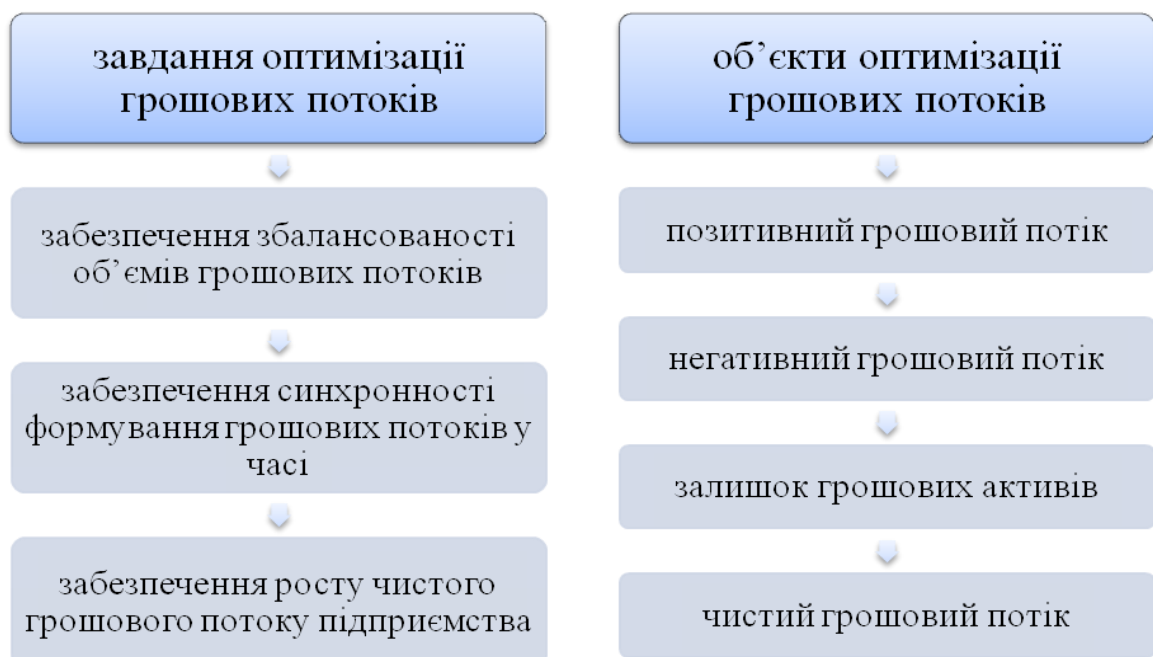 завдання оптимізації
грошових потоків
забезпечення збалансованості
об’ємів грошових потоків
забезпечення синхронності
формування грошових потоків у
часі
забезпечення росту чистого
грошового потоку підприємства
об’єкти оптимізації
грошових потоків
позитивний грошовий потік
негативний грошовий потік
залишок грошових активів
чистий грошовий потік